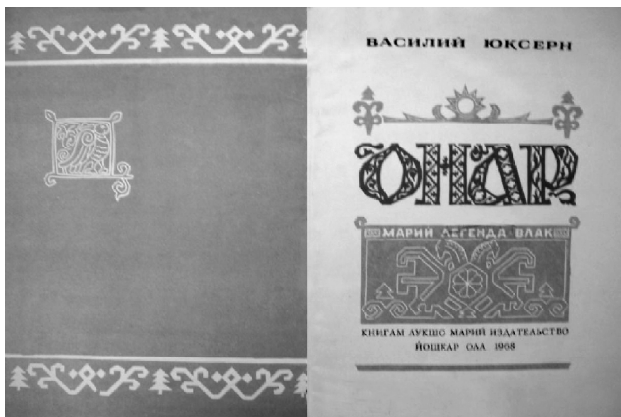 ВАСИЛИЙ ЮКСЕРН
ОНАР
МАРИЙ ЛЕГЕНДА ВЛАК
КНИГАМ ЛУКШО МАРИЙ ИЗДАТЕЛЬСТВО
ЙОШКАР ОЛА 1968